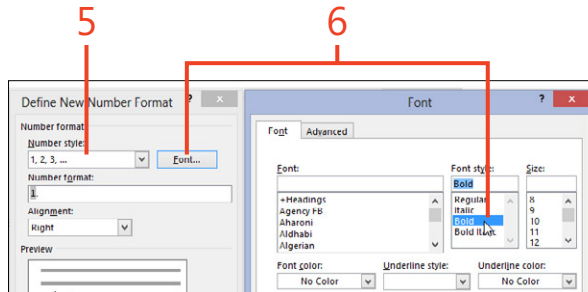 5
6
Define New Number Format ? x
Number format
Number style:
1, 2, 3, ...
Font...
Number format:
1.
Alignment:
Right
Preview
Font ? x
Font
Advanced
Font:
+Headings
Agency FB
Aharoni
Aldhabi
Algerian
Font style:
Bold
Regular
Italic
Bold
Bold Italic
Size:
8
9
10
11
12
Font color:
No Color
Underline style:
Underline color:
No Color